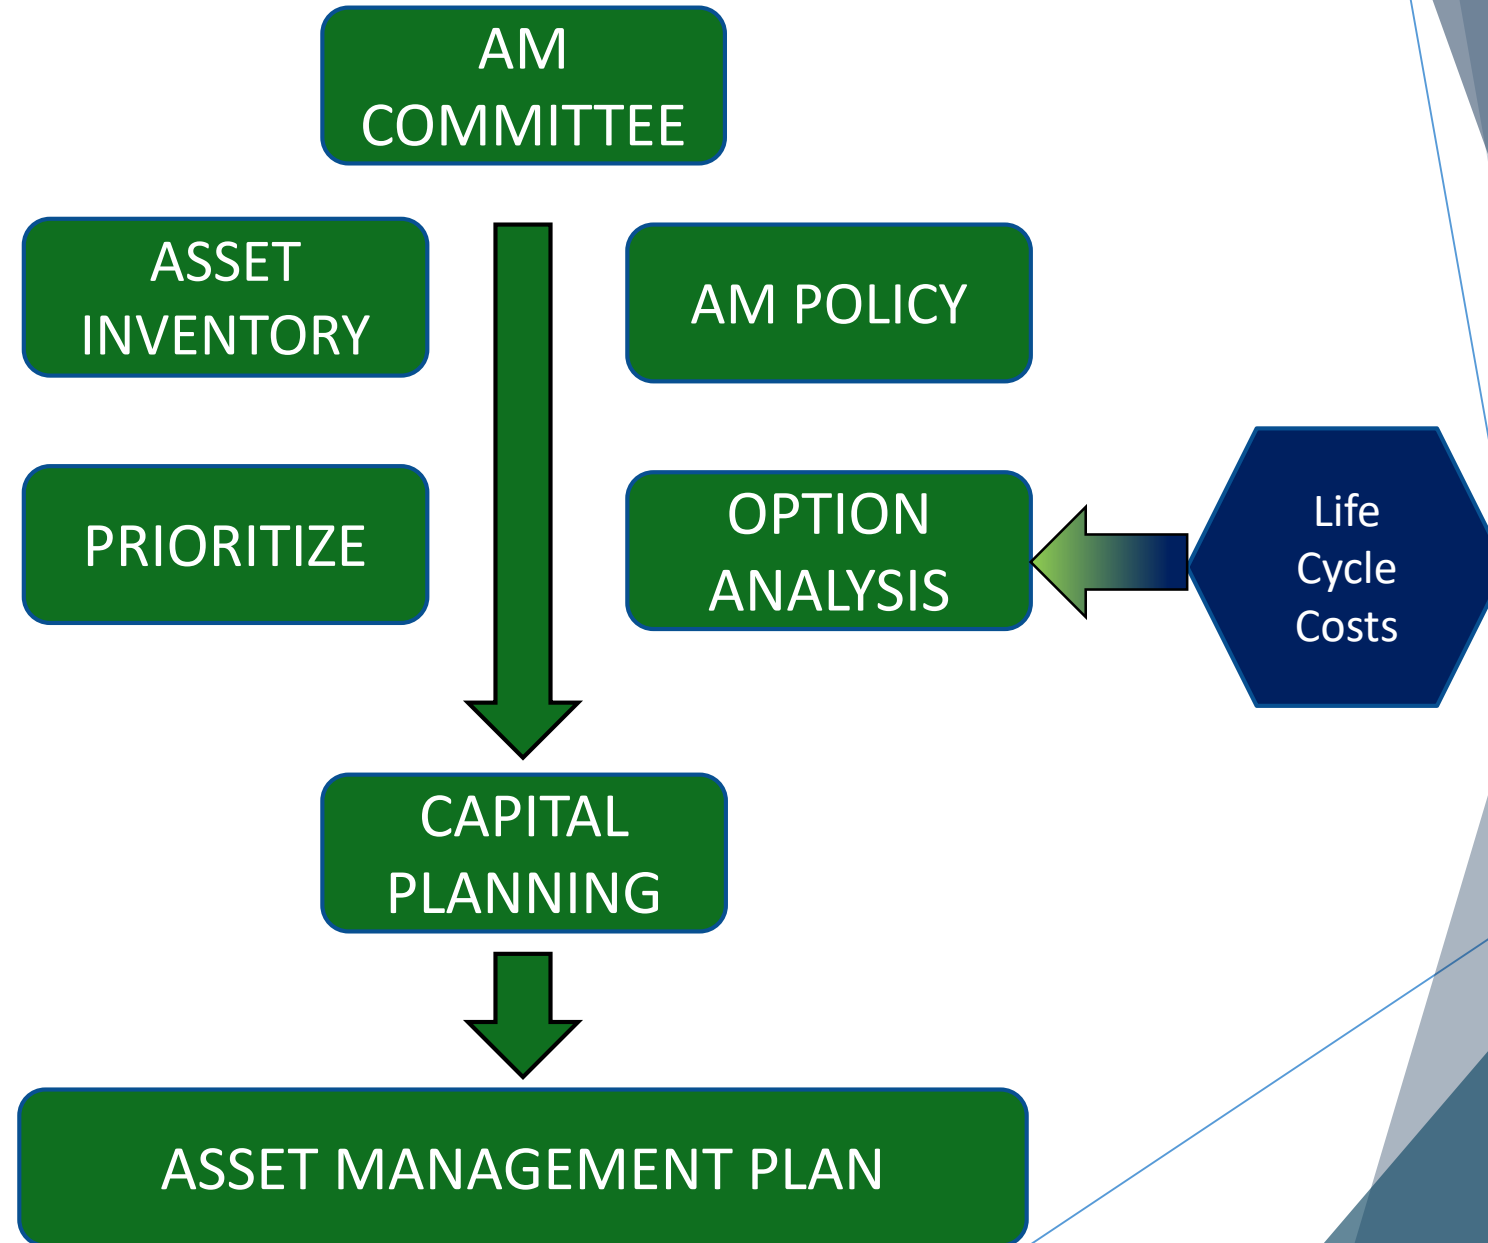 AM
COMMITTEE
ASSET
INVENTORY
AM POLICY
PRIORITIZE
OPTION
ANALYSIS
Life
Cycle
Costs
CAPITAL
PLANNING
ASSET MANAGEMENT PLAN